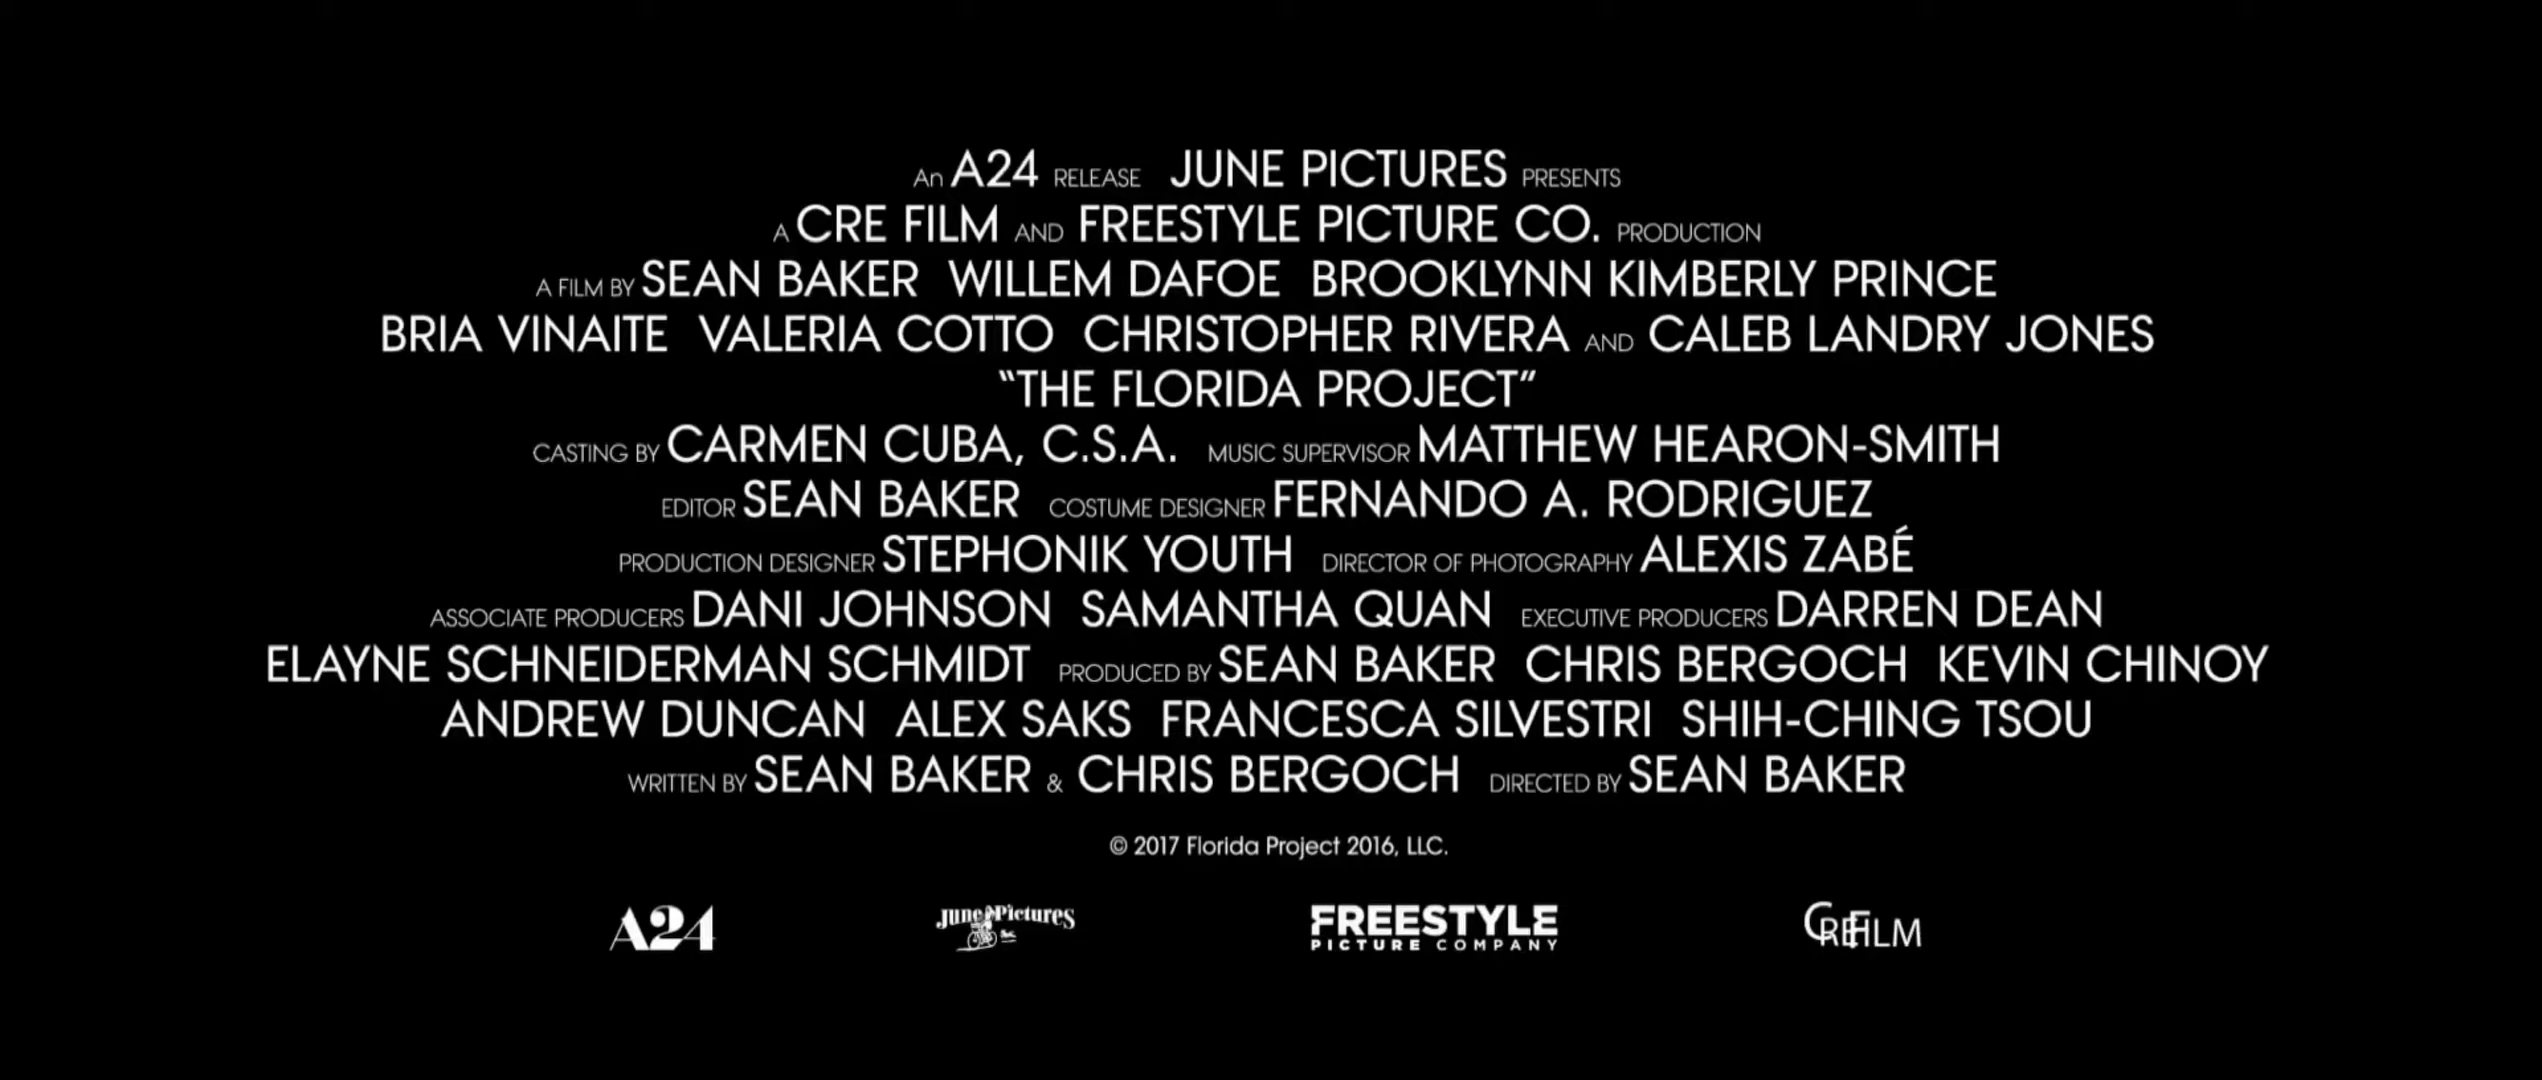 An A24 RELEASE JUNE PICTURES PRESENTS
A CRE FILM AND FREESTYLE PICTURE CO. PRODUCTION
A FILM BY SEAN BAKER WILLEM DAFOE BROOKLYNN KIMBERLY PRINCE
BRIA VINAITE VALERIA COTTO CHRISTOPHER RIVERA AND CALEB LANDRY JONES
“THE FLORIDA PROJECT”
CASTING BY CARMEN CUBA, C.S.A. MUSIC SUPERVISOR MATTHEW HEARON-SMITH
EDITOR SEAN BAKER COSTUME DESIGNER FERNANDO A. RODRIGUEZ
PRODUCTION DESIGNER STEPHONIK YOUTH DIRECTOR OF PHOTOGRAPHY ALEXIS ZABÉ
ASSOCIATE PRODUCERS DANI JOHNSON SAMANTHA QUAN EXECUTIVE PRODUCERS DARREN DEAN
ELAYNE SCHNEIDERMAN SCHMIDT PRODUCED BY SEAN BAKER CHRIS BERGOCH KEVIN CHINOY
ANDREW DUNCAN ALEX SAKS FRANCESCA SILVESTRI SHIH-CHING TSOU
WRITTEN BY SEAN BAKER & CHRIS BERGOCH DIRECTED BY SEAN BAKER
© 2017 Florida Project 2016, LLC.
A24
June Pictures
FREESTYLE
PICTURE COMPANY
CRE FILM